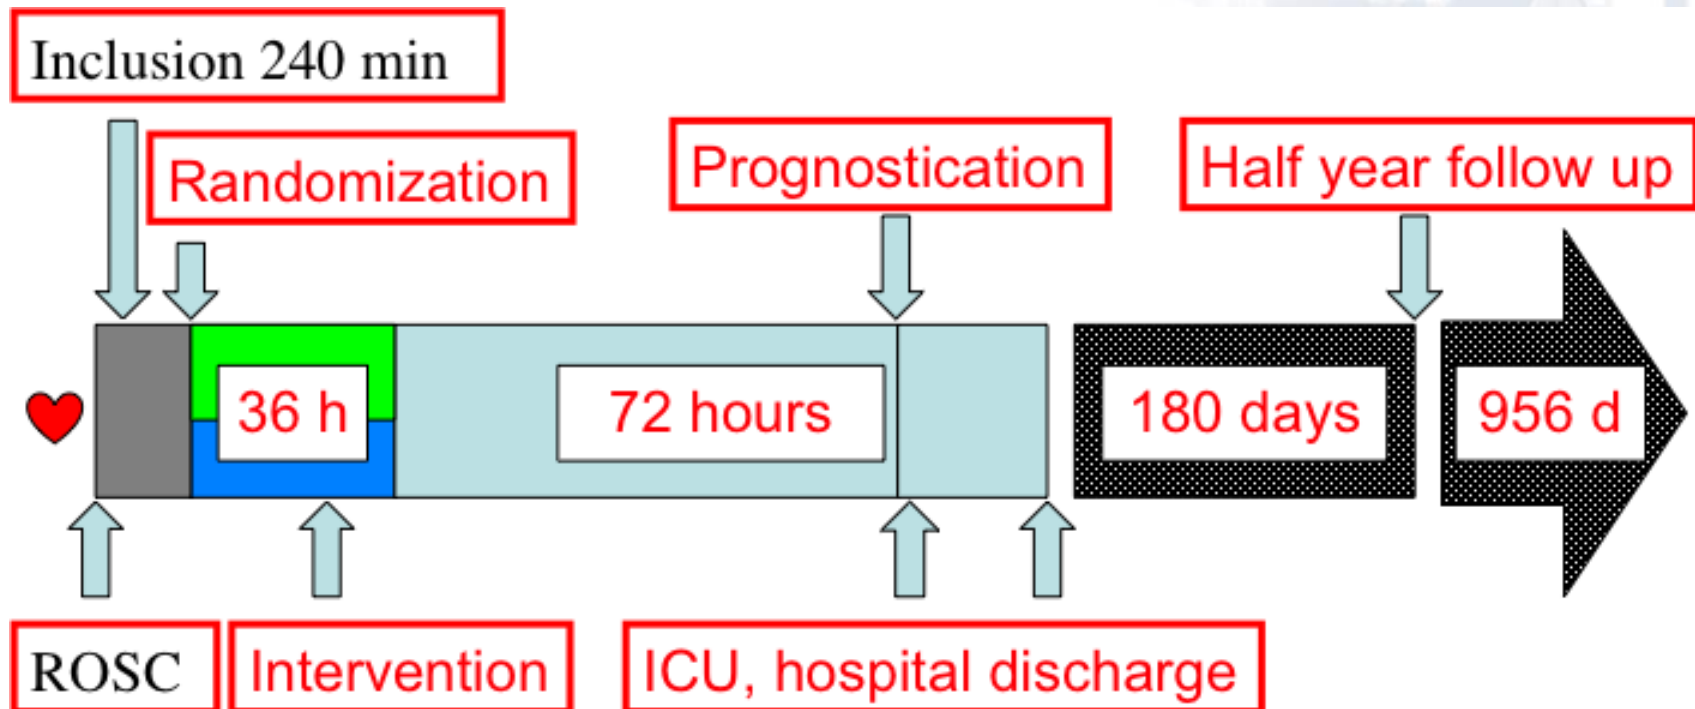 Inclusion 240 min
Randomization
Prognostication
Half year follow up
36 h
72 hours
180 days
956 d
ROSC
Intervention
ICU, hospital discharge